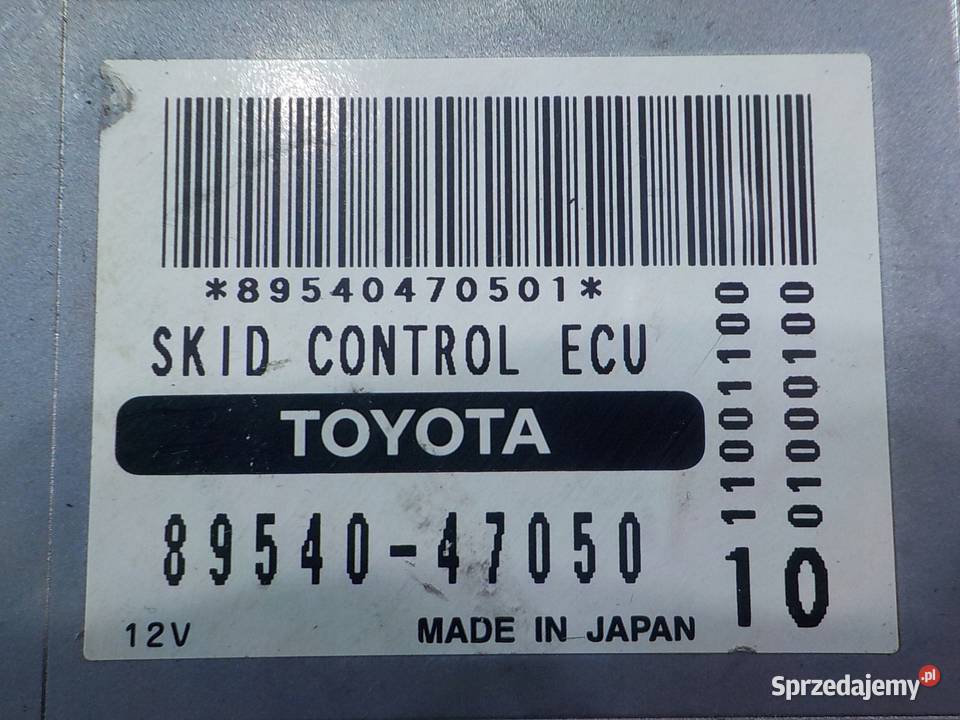 *89540470501*
SKID CONTROL ECU
TOYOTA
89540-47050
12V
MADE IN JAPAN
11001100
01000100
10
Sprzedajemy.pl